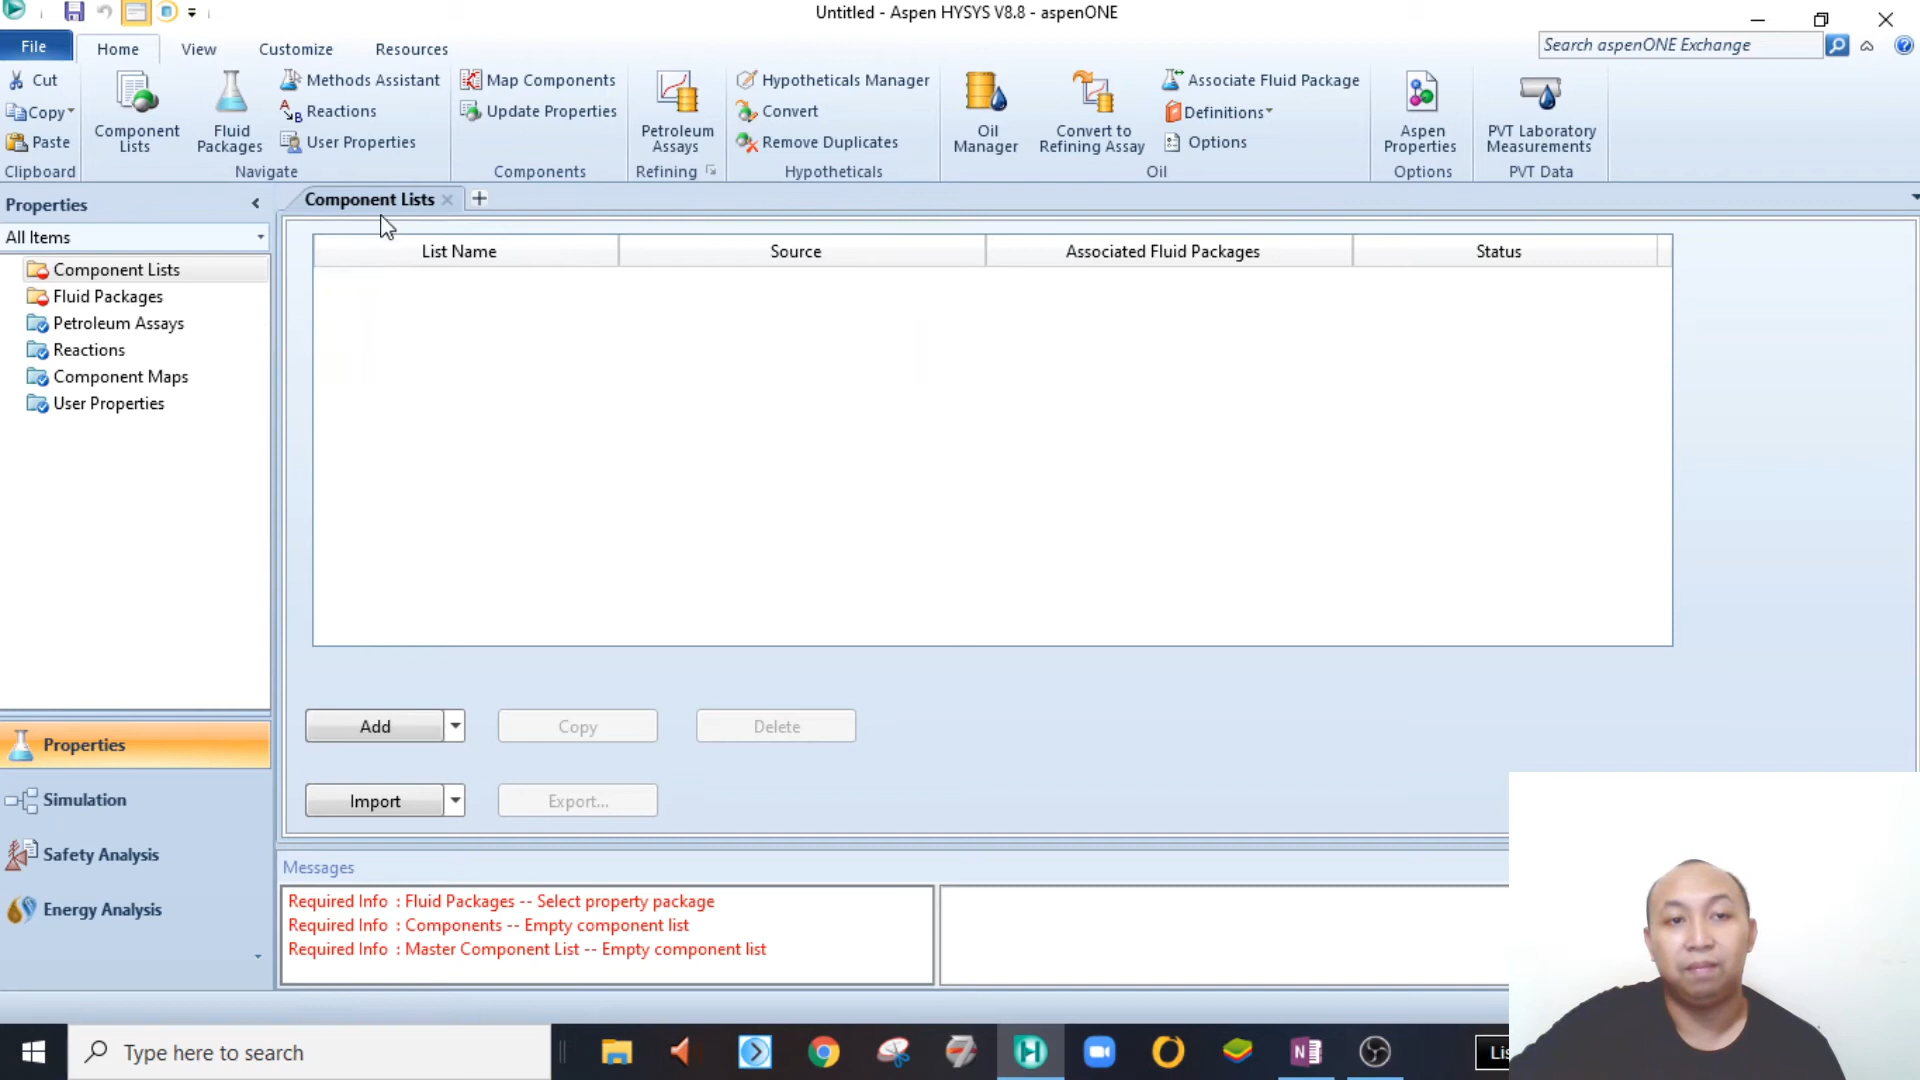 Untitled - Aspen HYSYS V8.8 - aspenONE
File
Home
View
Customize
Resources
Search aspenONE Exchange
Cut
Copy
Paste
Clipboard
Component Lists
Fluid Packages
Methods Assistant
Reactions
User Properties
Navigate
Map Components
Update Properties
Components
Petroleum Assays
Refining
Hypotheticals Manager
Convert
Remove Duplicates
Hypotheticals
Oil Manager
Convert to Refining Assay
Associate Fluid Package
Definitions
Options
Oil
Aspen Properties
Options
PVT Laboratory Measurements
PVT Data
Properties
All Items
Component Lists
Fluid Packages
Petroleum Assays
Reactions
Component Maps
User Properties
Properties
Simulation
Safety Analysis
Energy Analysis
Component Lists
List Name
Source
Associated Fluid Packages
Status
Add
Copy
Delete
Import
Export...
Messages
Required Info : Fluid Packages -- Select property package
Required Info : Components -- Empty component list
Required Info : Master Component List -- Empty component list
Type here to search